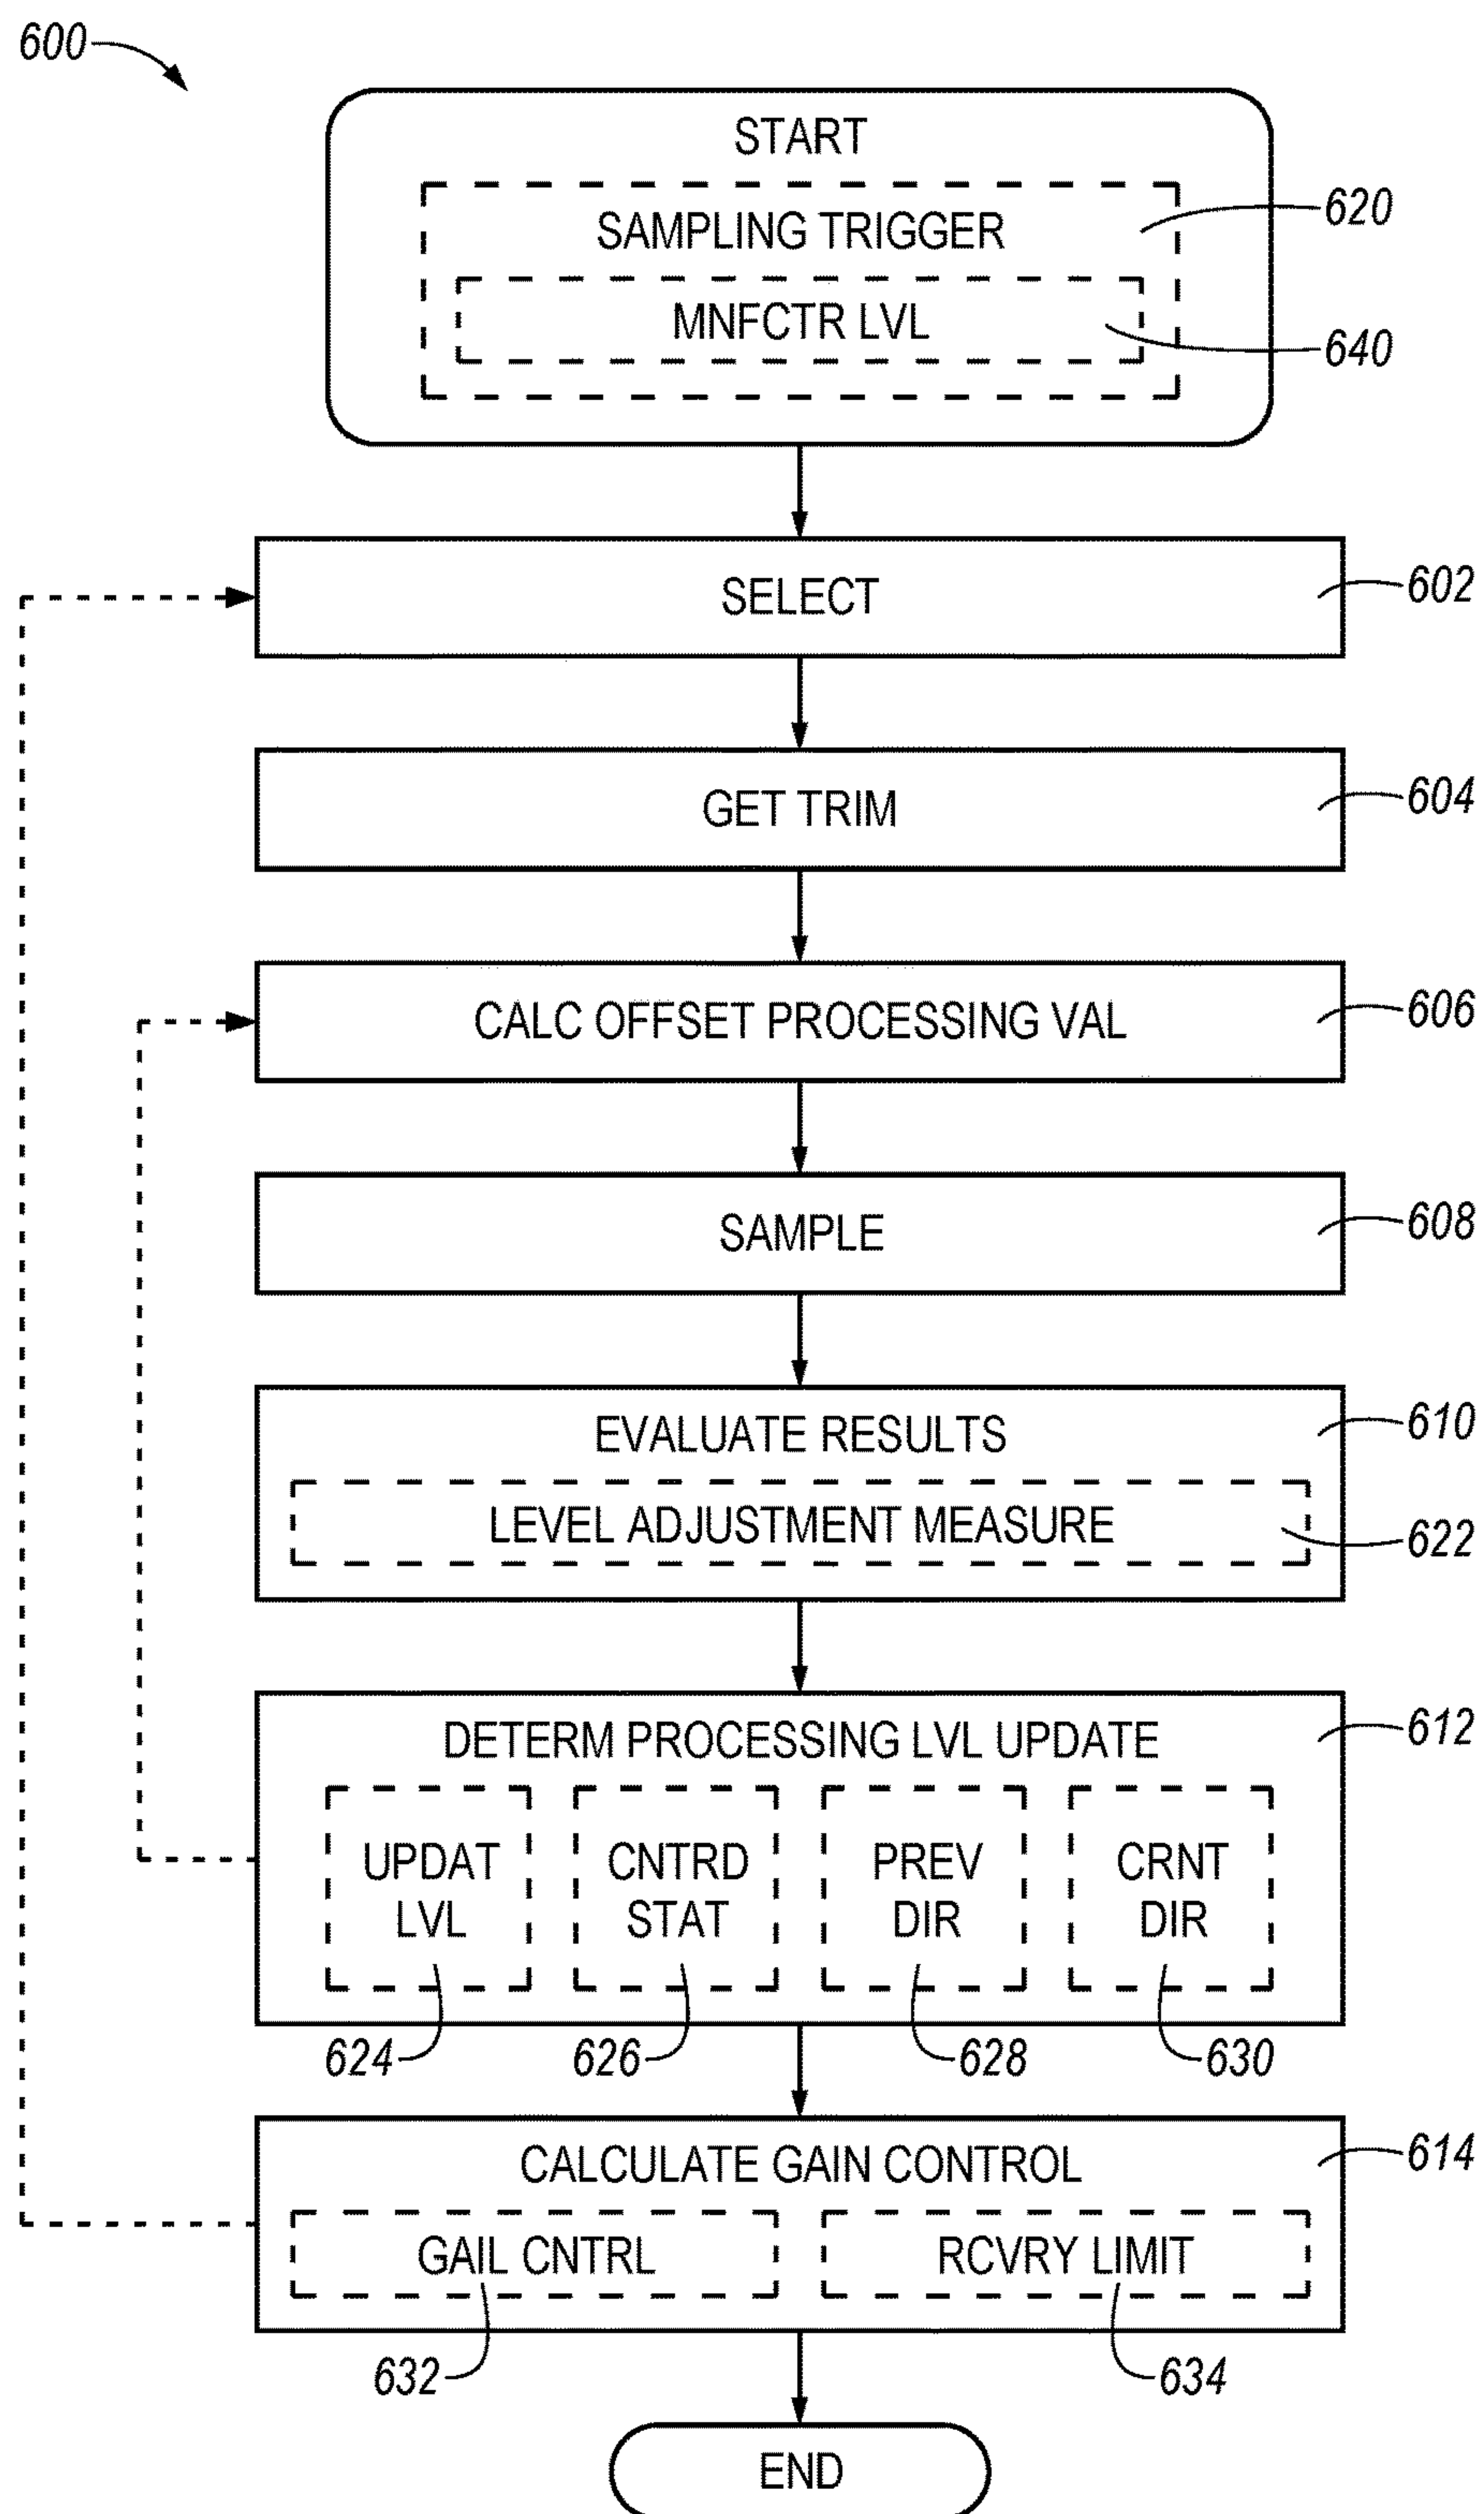 600
START
SAMPLING TRIGGER
620
MNFCTR LVL
640
SELECT
602
GET TRIM
604
CALC OFFSET PROCESSING VAL
606
SAMPLE
608
EVALUATE RESULTS
610
LEVEL ADJUSTMENT MEASURE
622
DETERM PROCESSING LVL UPDATE
612
UPDAT
LVL
CNTRD
STAT
PREV
DIR
CRNT
DIR
624
626
628
630
CALCULATE GAIN CONTROL
614
GAIL CNTRL
RCVRY LIMIT
632
634
END